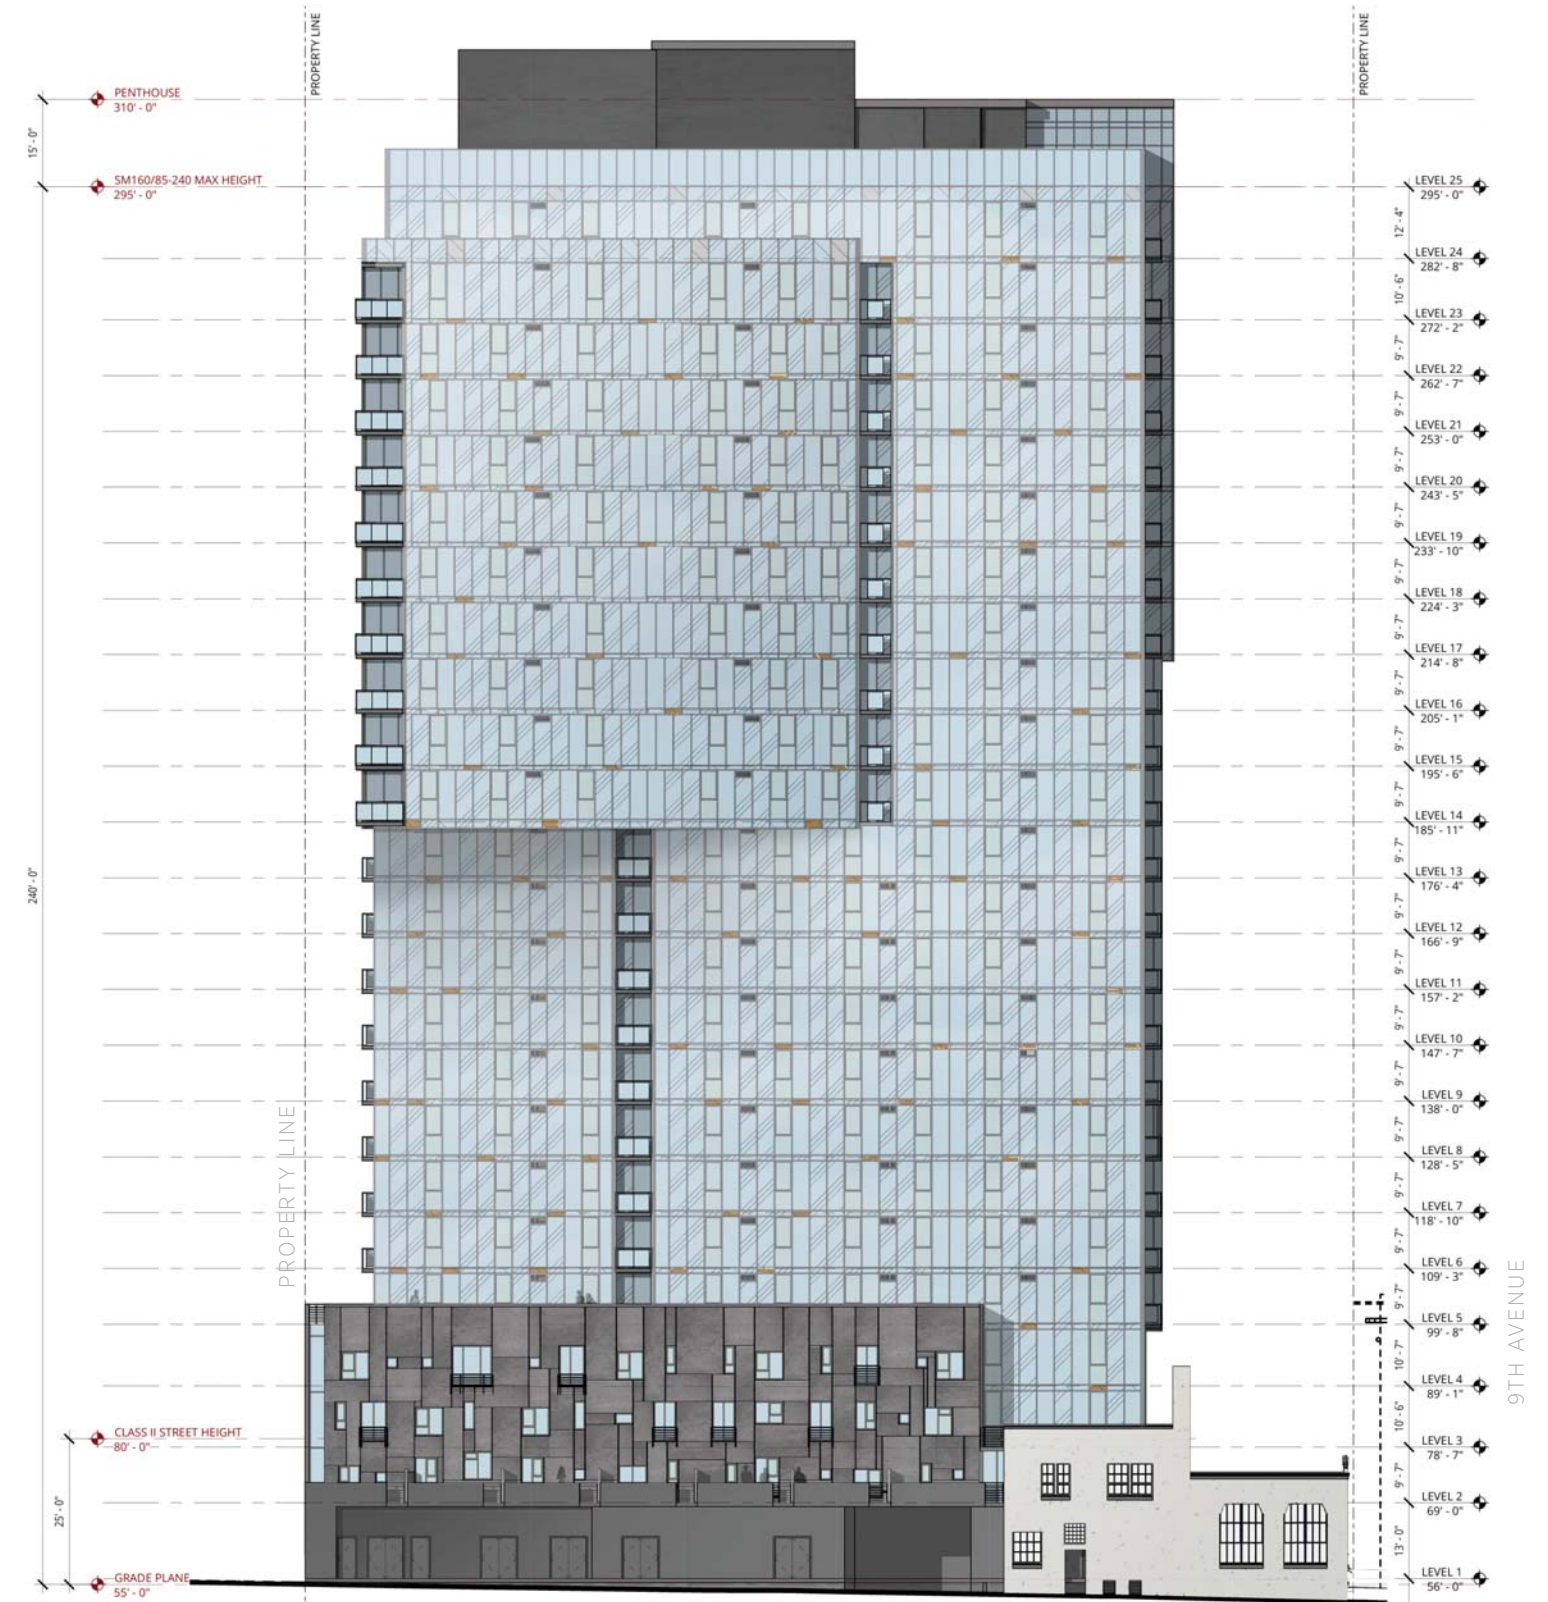 PROPERTY LINE
PROPERTY LINE
PENTHOUSE
310' - 0"
15' - 0"
SM160/85-240 MAX HEIGHT
295' - 0"
LEVEL 25
295' - 0"
12' - 4"
LEVEL 24
282' - 8"
10' - 6"
LEVEL 23
272' - 2"
9' - 7"
LEVEL 22
262' - 7"
9' - 7"
LEVEL 21
253' - 0"
9' - 7"
LEVEL 20
243' - 5"
9' - 7"
LEVEL 19
233' - 10"
9' - 7"
LEVEL 18
224' - 3"
9' - 7"
LEVEL 17
214' - 8"
9' - 7"
LEVEL 16
205' - 1"
9' - 7"
LEVEL 15
195' - 6"
9' - 7"
LEVEL 14
185' - 11"
9' - 7"
240' - 0"
LEVEL 13
176' - 4"
9' - 7"
LEVEL 12
166' - 9"
9' - 7"
LEVEL 11
157' - 2"
9' - 7"
LEVEL 10
147' - 7"
9' - 7"
LEVEL 9
138' - 0"
9' - 7"
LEVEL 8
128' - 5"
9' - 7"
LEVEL 7
118' - 10"
9' - 7"
PROPERTY LINE
LEVEL 6
109' - 3"
9' - 7"
LEVEL 5
99' - 8"
9TH AVENUE
10' - 7"
LEVEL 4
89' - 1"
10' - 6"
CLASS II STREET HEIGHT
80' - 0"
LEVEL 3
78' - 7"
9' - 7"
LEVEL 2
69' - 0"
25' - 0"
13' - 0"
GRADE PLANE
55' - 0"
LEVEL 1
56' - 0"